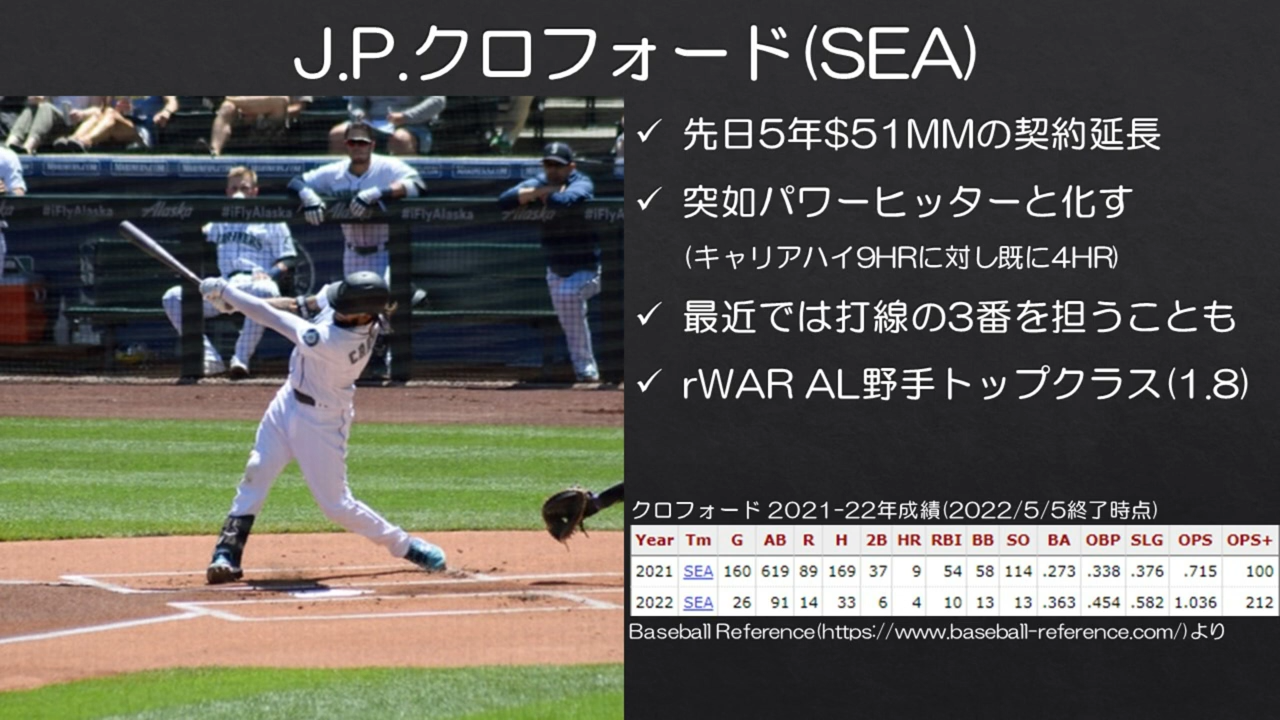 J.P.クロフォード(SEA)
✓ 先日5年$51MMの契約延長
✓ 突如パワーヒッターと化す
(キャリアハイ9HRに対し既に4HR)
✓ 最近では打線の3番を担うことも
✓ rWAR AL野手トップクラス(1.8)
#iFlyAlaska Alaska #iFlyAlaska Alaska #iFlyAlaska Alaska #iFlyA
クロフォード 2021-22年成績(2022/5/5終了時点)
Year Tm G AB R H 2B HR RBI BB SO BA OBP SLG OPS OPS+
2021 SEA 160 619 89 169 37 9 54 58 114 .273 .338 .376 .715 100
2022 SEA 26 91 14 33 6 4 10 13 13 .363 .454 .582 1.036 212
Baseball Reference(https://www.baseball-reference.com/)より